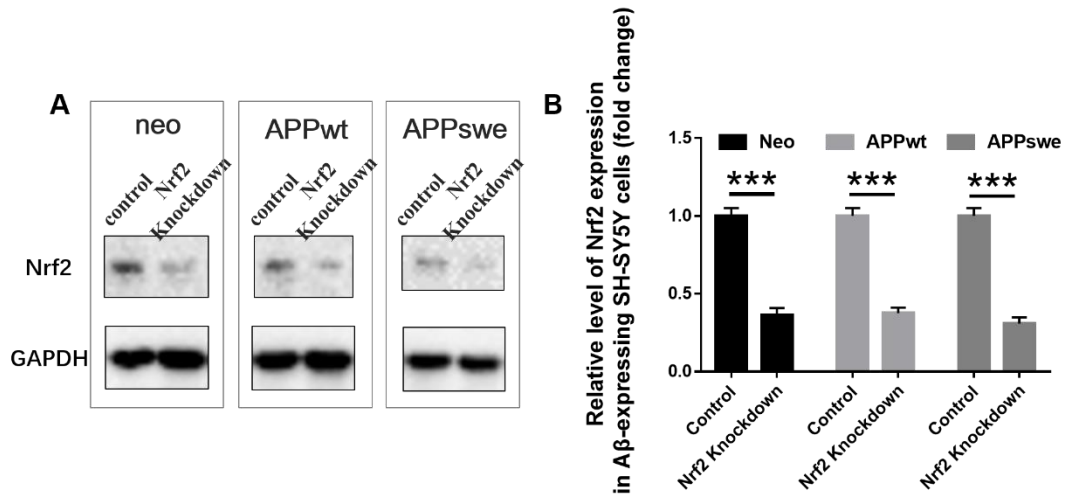 A
neo
APPwt
APPswe
control
Nrf2
Knockdown
control
Nrf2
Knockdown
control
Nrf2
Knockdown
Nrf2
GAPDH
B
Relative level of Nrf2 expression
in Aβ-expressing SH-SY5Y cells (fold change)
Neo
APPwt
APPswe
1.5
1.0
0.5
0.0
***
***
***
Control
Nrf2 Knockdown
Control
Nrf2 Knockdown
Control
Nrf2 Knockdown